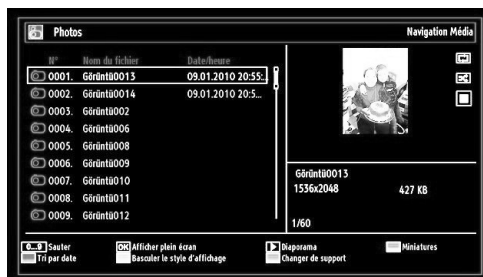 Photos
Navigation Média
N° Nom du fichier Date/heure
0001. Görüntü0013 09.01.2010 20:55:..
0002. Görüntü0014 09.01.2010 20:5...
0003. Görüntü002
0004. Görüntü006
0005. Görüntü008
0006. Görüntü009
0007. Görüntü010
0008. Görüntü011
0009. Görüntü012
Görüntü0013
1536x2048 427 KB
1/60
0...9 Sauter OK Afficher plein écran Diaporama Miniatures
Tri par date Basculer le style d'affichage Changer de support